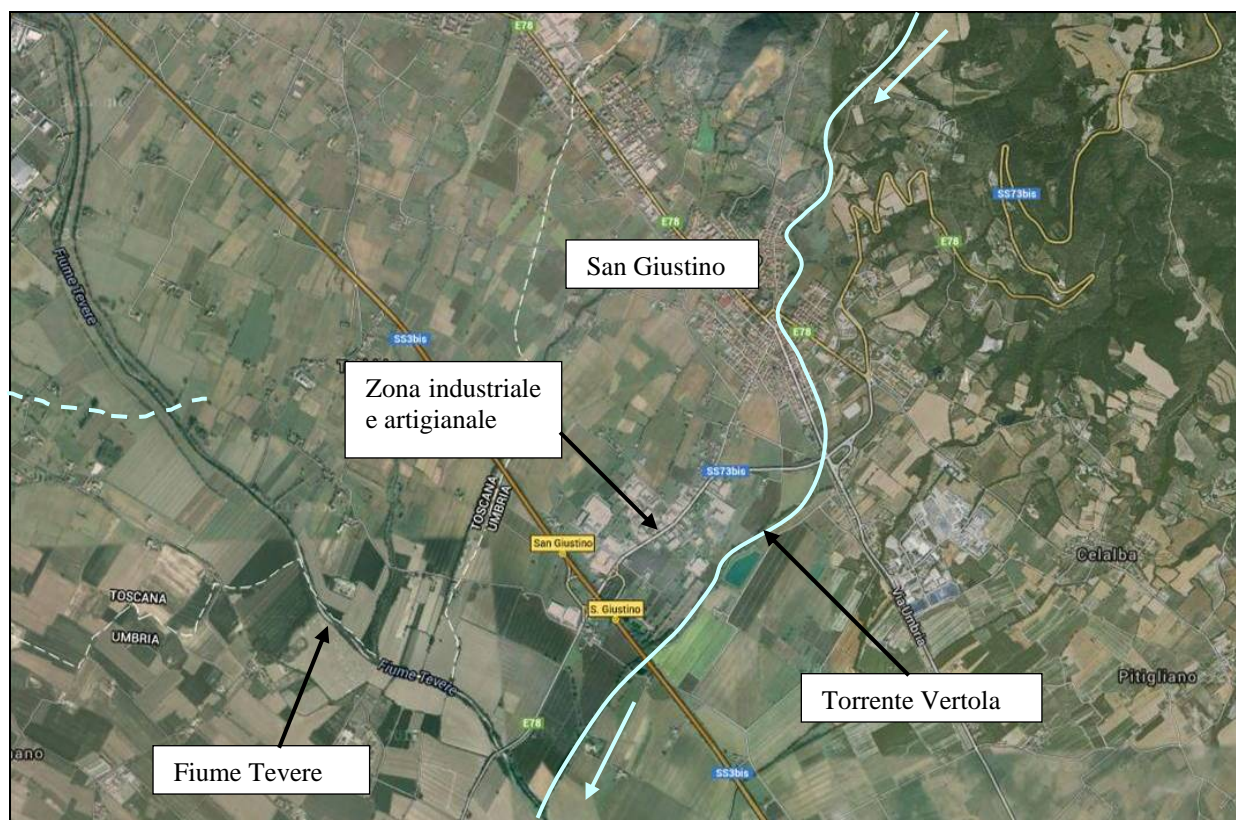 E78
SS73bis
E78
E78
San Giustino
Fiume Tevere
SS3bis
E78
Zona industriale
e artigianale
SS73bis
TOSCANA
UMBRIA
San Giustino
Celalba
TOSCANA
S. Giustino
Via Umbria
UMBRIA
Fiume Tevere
Pitigliano
Torrente Vertola
E78
Fiume Tevere
SS3bis